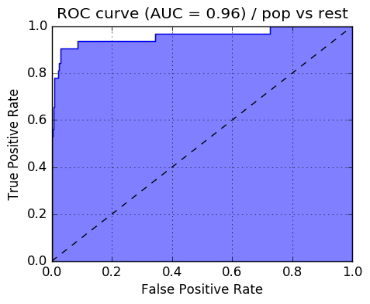 ROC curve (AUC = 0.96) / pop vs rest
True Positive Rate
1.0
0.8
0.6
0.4
0.2
0.0
0.0 0.2 0.4 0.6 0.8 1.0
False Positive Rate